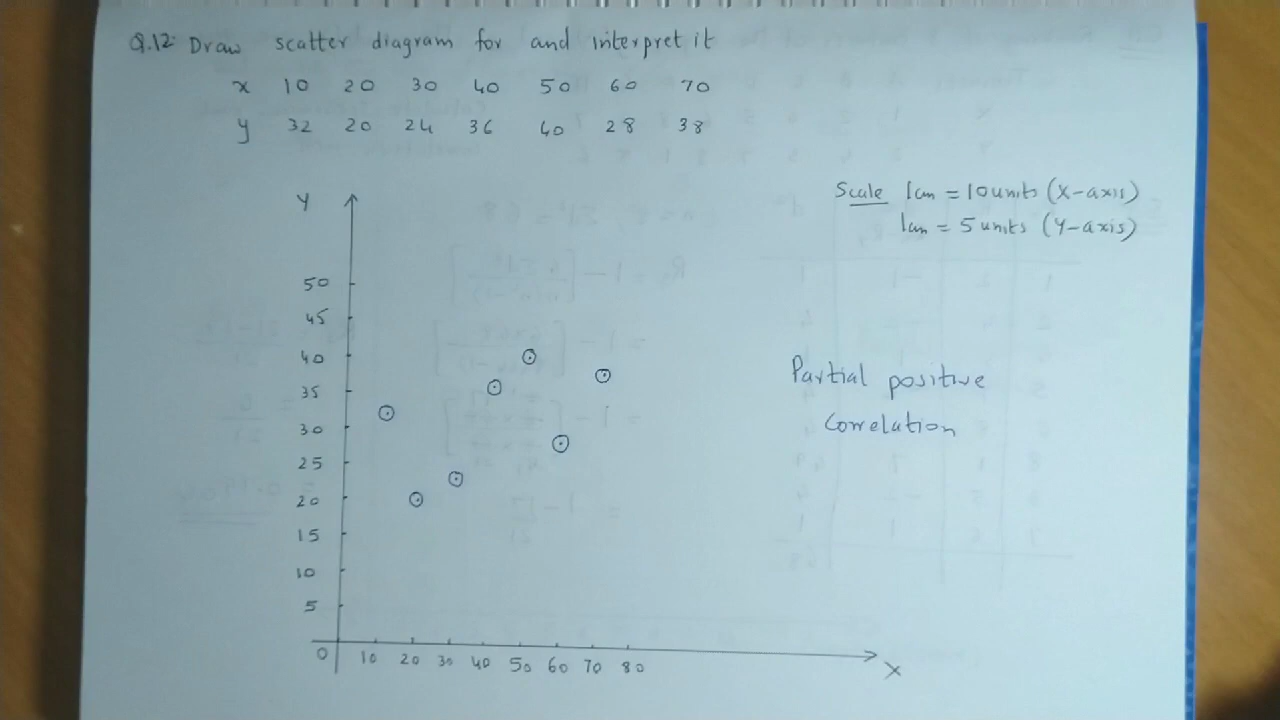 Q.12 Draw scatter diagram for and interpret it
x 10 20 30 40 50 60 70
y 32 20 24 36 40 28 38
Scale 1cm = 10 units (X-axis)
1cm = 5 units (Y-axis)
Y
50
45
40
35
30
25
20
15
10
5
0 10 20 30 40 50 60 70 80
X
Partial positive
Correlation